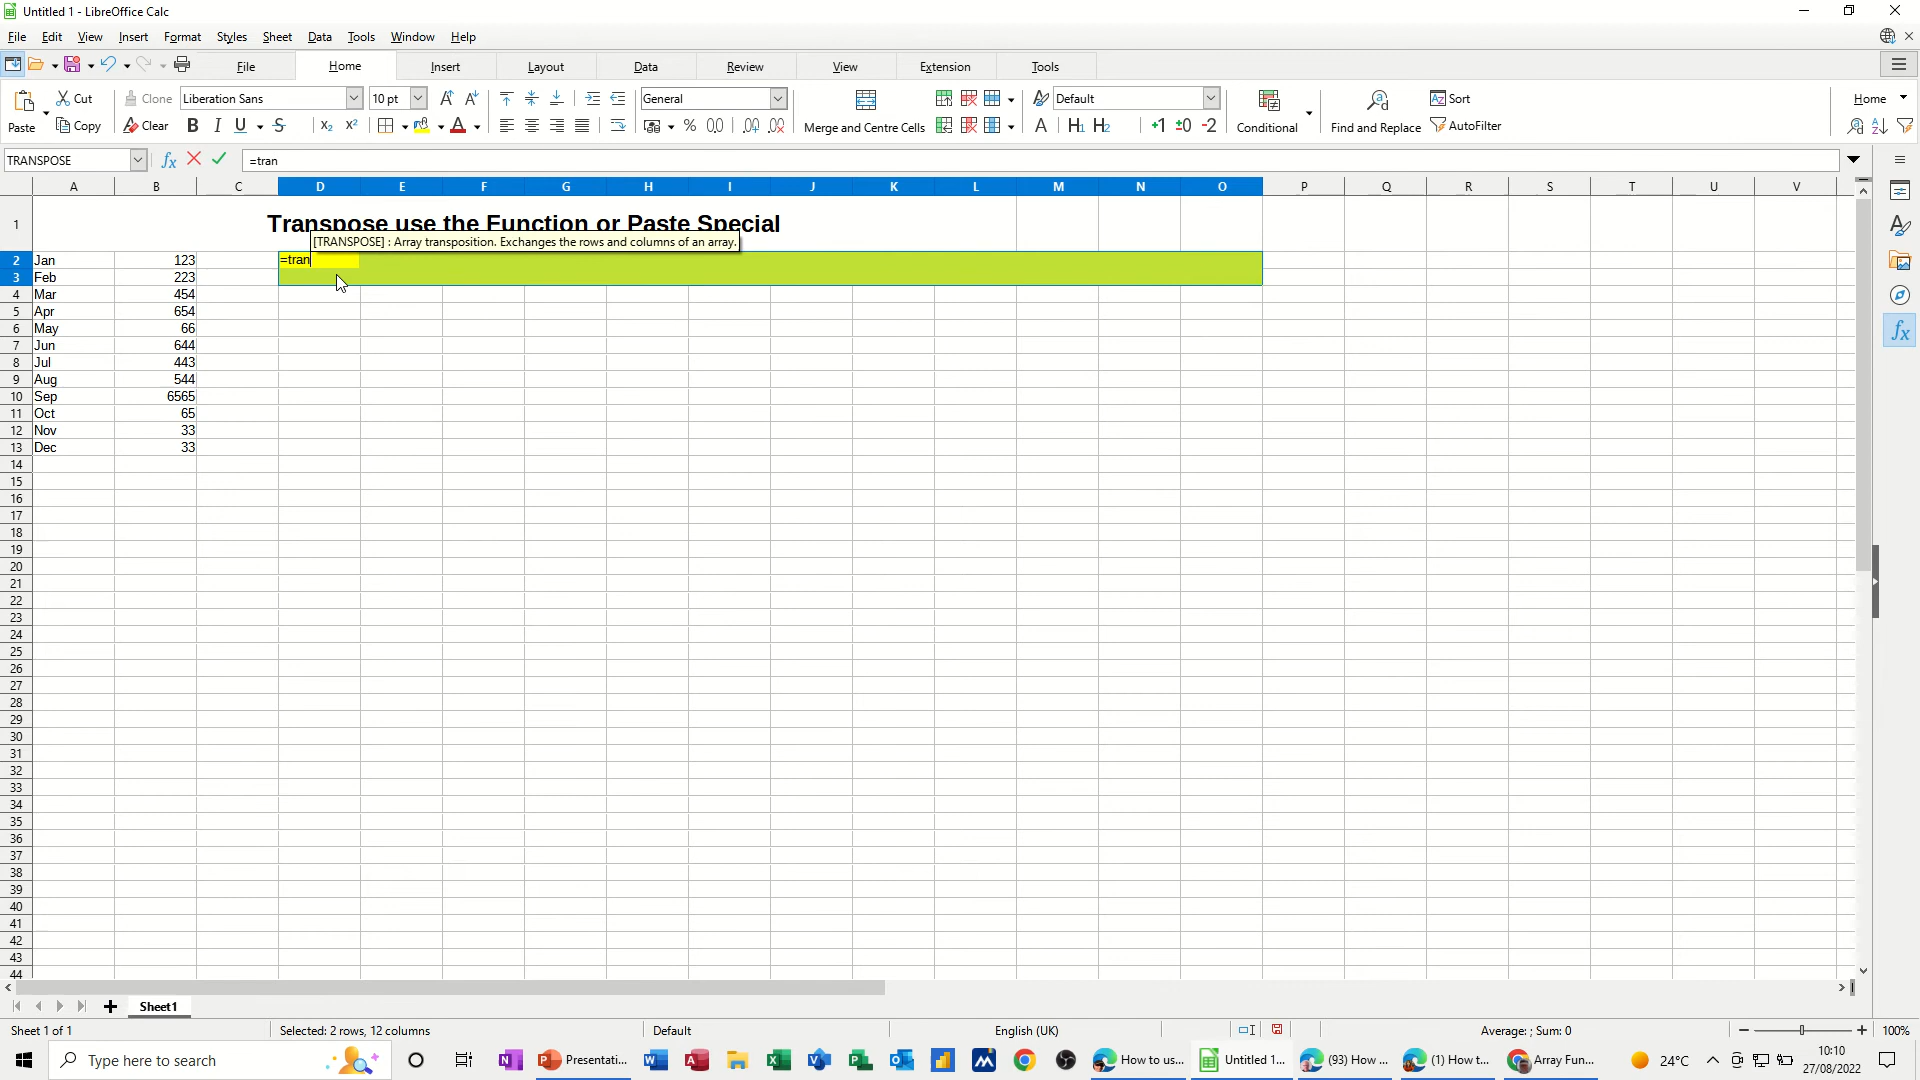 Untitled 1 - LibreOffice Calc
File Edit View Insert Format Styles Sheet Data Tools Window Help
File Home Insert Layout Data Review View Extension Tools
Paste Cut Copy Clone Clear Liberation Sans 10 pt B I U S General Merge and Centre Cells Default Conditional Find and Replace Sort AutoFilter Home
TRANSPOSE fx =tran
A B C D E F G H I J K L M N O P Q R S T U V
1 Transpose use the Function or Paste Special
[TRANSPOSE] : Array transposition. Exchanges the rows and columns of an array.
2 Jan 123 =tran
3 Feb 223
4 Mar 454
5 Apr 654
6 May 66
7 Jun 644
8 Jul 443
9 Aug 544
10 Sep 6565
11 Oct 65
12 Nov 33
13 Dec 33
14
15
16
17
18
19
20
21
22
23
24
25
26
27
28
29
30
31
32
33
34
35
36
37
38
39
40
41
42
43
44
Sheet1
Sheet 1 of 1 Selected: 2 rows, 12 columns Default English (UK) Average: ; Sum: 0 100%
Type here to search Presentati... How to us... Untitled 1... (93) How ... (1) How t... Array Fun... 24°C 10:10
27/08/2022